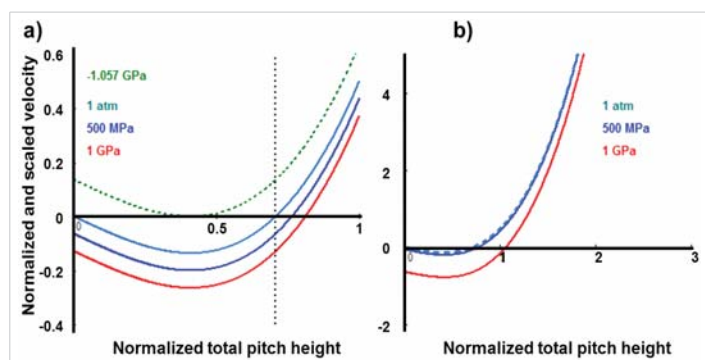 a)
b)
Normalized and scaled velocity
0.6
0.4
0.2
0
-0.2
-0.4
-1.057 GPa
1 atm
500 MPa
1 GPa
0
0.5
1
Normalized total pitch height
4
2
0
-2
1 atm
500 MPa
1 GPa
0
1
2
3
Normalized total pitch height